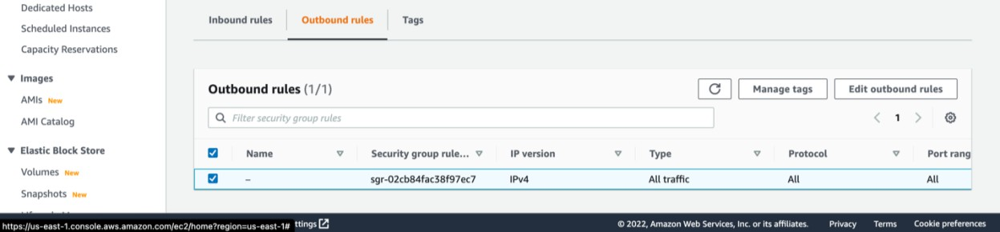 Dedicated Hosts
Scheduled Instances
Capacity Reservations
Images
AMIs New
AMI Catalog
Elastic Block Store
Volumes New
Snapshots New
Inbound rules Outbound rules Tags
Outbound rules (1/1) Manage tags Edit outbound rules
Filter security group rules 1
Name Security group rule... IP version Type Protocol Port rang
– sgr-02cb84fac38f97ec7 IPv4 All traffic All All
https://us-east-1.console.aws.amazon.com/ec2/home?region=us-east-1# ttings © 2022, Amazon Web Services, Inc. or its affiliates. Privacy Terms Cookie preferences